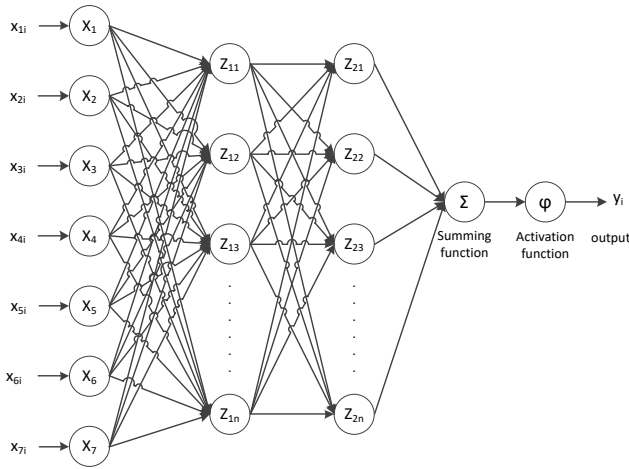 x1i X1
x2i X2
x3i X3
x4i X4
x5i X5
x6i X6
x7i X7
Z11
Z12
Z13
Z1n
Z21
Z22
Z23
Z2n
Σ
Summing
function
φ
Activation
function
yi
output